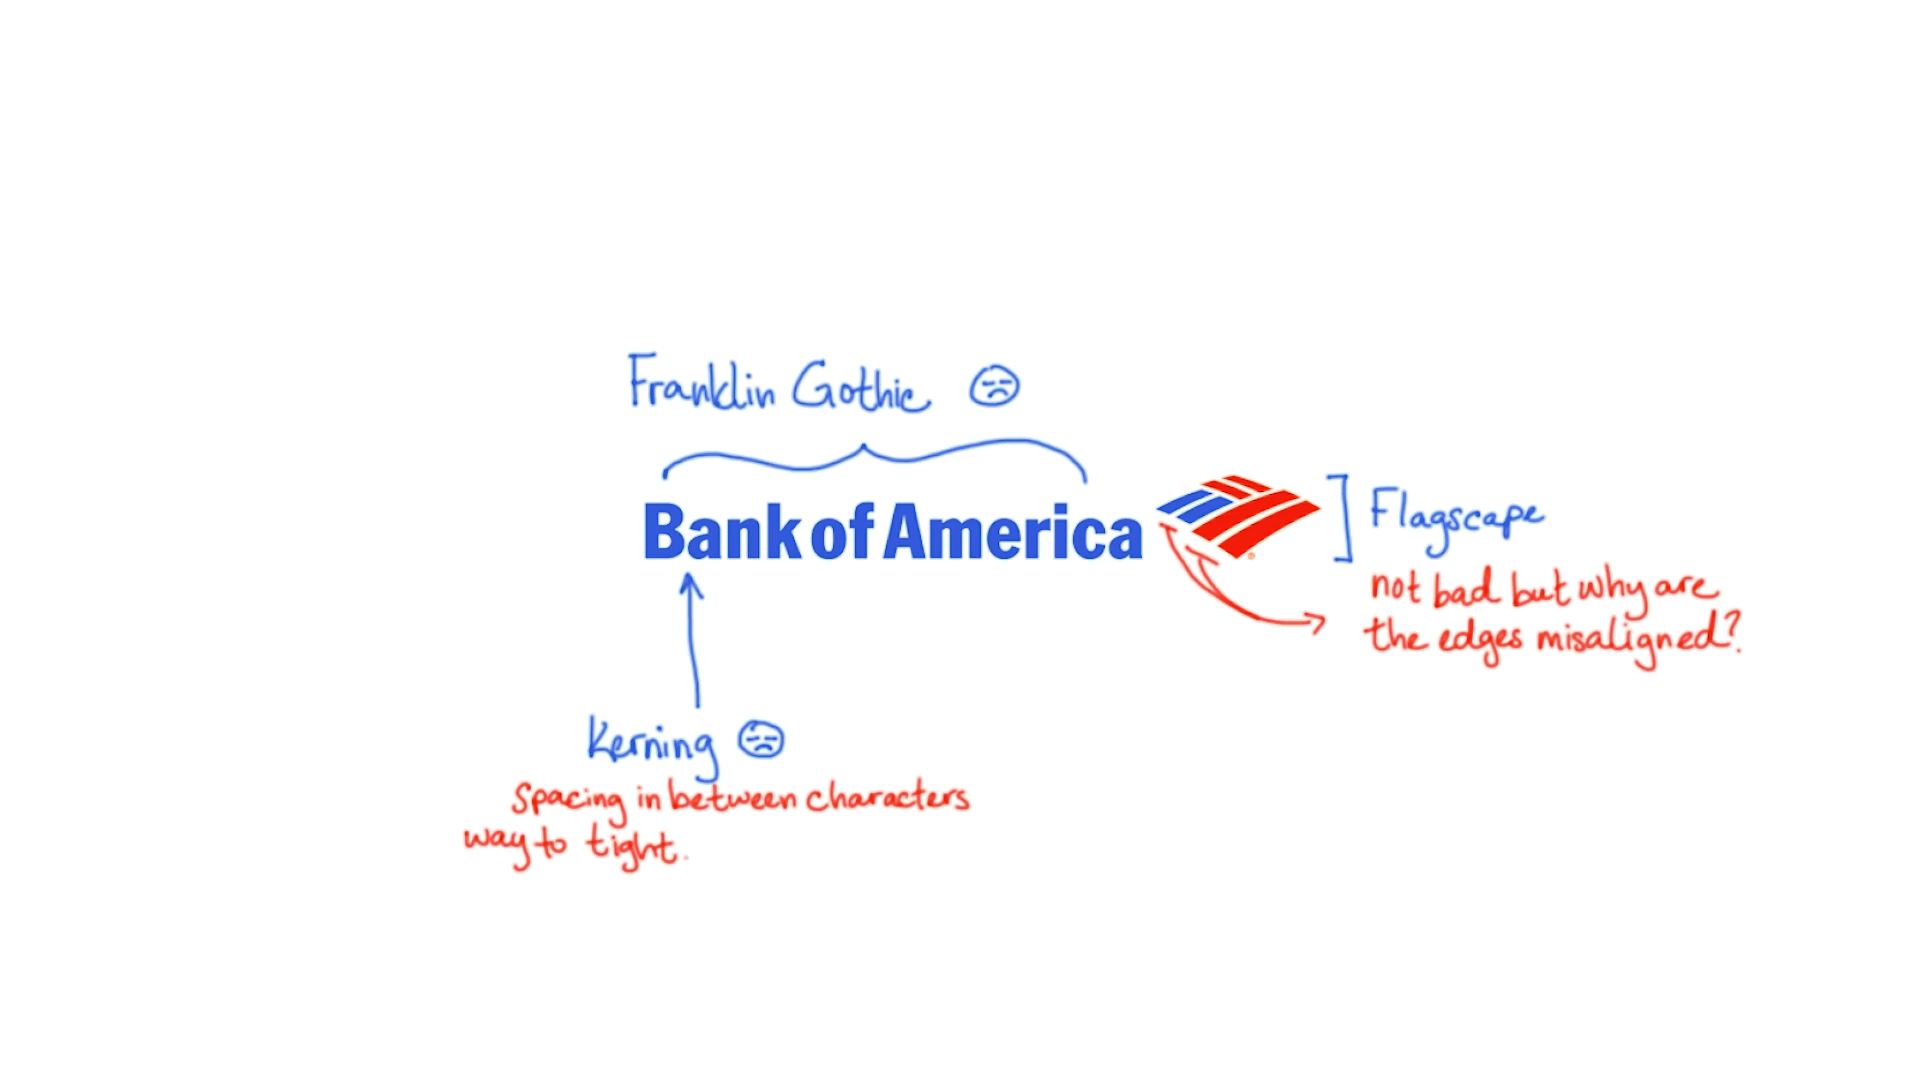 Franklin Gothic
Bank of America
®
Flagscape
not bad but why are
the edges misaligned?
Kerning
Spacing in between characters
way to tight.